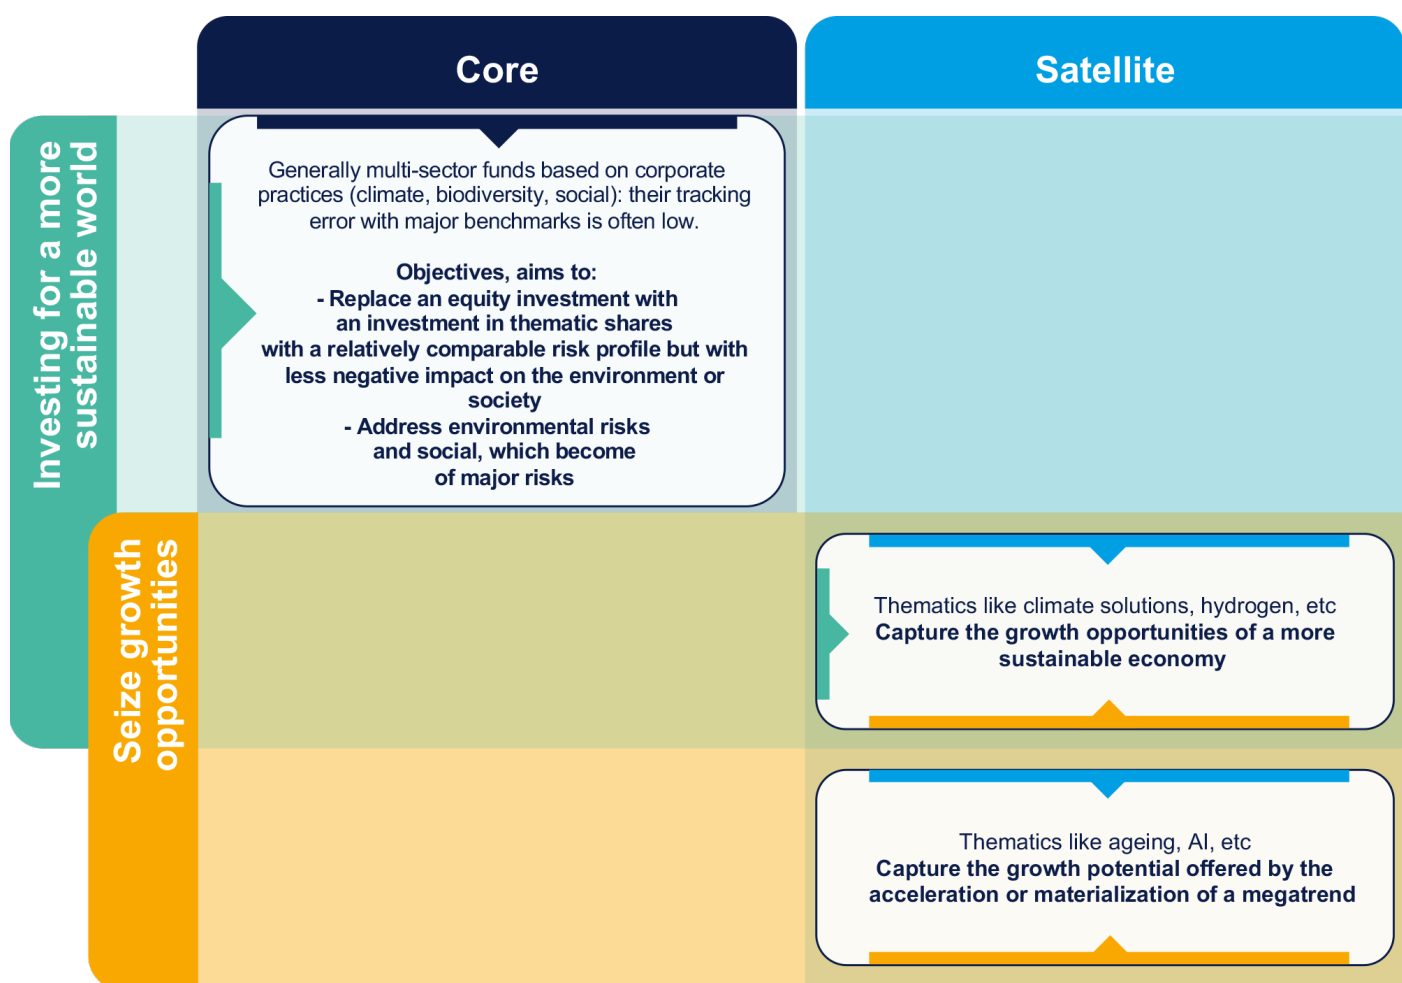 Core
Satellite
Investing for a more
sustainable world
Generally multi-sector funds based on corporate
practices (climate, biodiversity, social): their tracking
error with major benchmarks is often low.
Objectives, aims to:
- Replace an equity investment with
an investment in thematic shares
with a relatively comparable risk profile but with
less negative impact on the environment or
society
- Address environmental risks
and social, which become
of major risks
Seize growth
opportunities
Thematics like climate solutions, hydrogen, etc
Capture the growth opportunities of a more
sustainable economy
Thematics like ageing, AI, etc
Capture the growth potential offered by the
acceleration or materialization of a megatrend